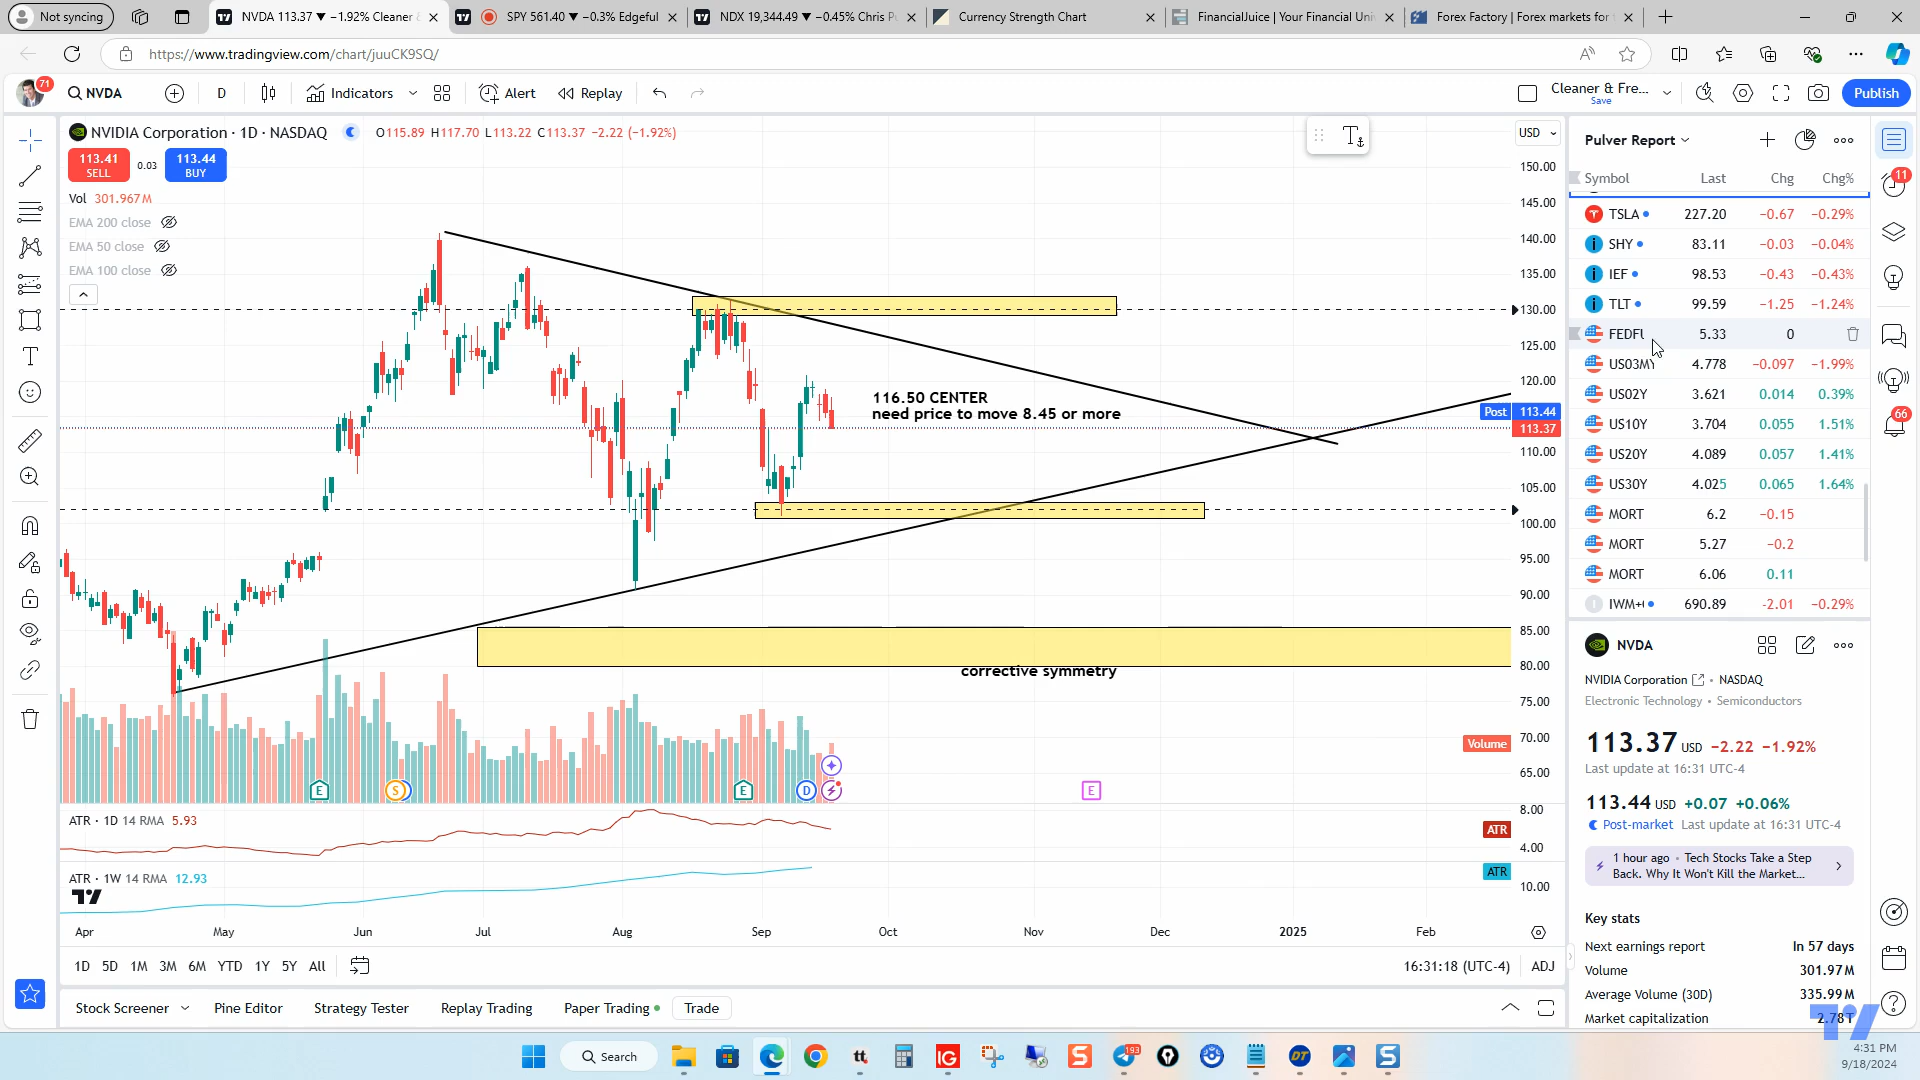 Not syncing
NVDA 113.37 ▼ −1.92% Cleaner &
SPY 561.40 ▼ −0.3% Edgeful
NDX 19,344.49 ▼ −0.45% Chris P
Currency Strength Chart
FinancialJuice | Your Financial Uni
Forex Factory | Forex markets for
https://www.tradingview.com/chart/juuCK9SQ/
71
NVDA
D
Indicators
Alert
Replay
Cleaner & Fre...
Save
Publish
NVIDIA Corporation · 1D · NASDAQ
O115.89 H117.70 L113.22 C113.37 −2.22 (−1.92%)
113.41
SELL
0.03
113.44
BUY
Vol 301.967M
EMA 200 close
EMA 50 close
EMA 100 close
USD
150.00
145.00
140.00
135.00
130.00
125.00
120.00
Post 113.44
113.37
110.00
105.00
100.00
95.00
90.00
85.00
80.00
75.00
70.00
65.00
116.50 CENTER
need price to move 8.45 or more
corrective symmetry
Volume
E
S
E
D
E
ATR · 1D 14 RMA 5.93
8.00
ATR
4.00
ATR · 1W 14 RMA 12.93
ATR
10.00
Apr May Jun Jul Aug Sep Oct Nov Dec 2025 Feb
1D 5D 1M 3M 6M YTD 1Y 5Y All
16:31:18 (UTC-4) ADJ
Stock Screener Pine Editor Strategy Tester Replay Trading Paper Trading Trade
Pulver Report
Symbol Last Chg Chg%
TSLA 227.20 −0.67 −0.29%
SHY 83.11 −0.03 −0.04%
IEF 98.53 −0.43 −0.43%
TLT 99.59 −1.25 −1.24%
FEDFU 5.33 0
US03MY 4.778 −0.097 −1.99%
US02Y 3.621 0.014 0.39%
US10Y 3.704 0.055 1.51%
US20Y 4.089 0.057 1.41%
US30Y 4.025 0.065 1.64%
MORT 6.2 −0.15
MORT 5.27 −0.2
MORT 6.06 0.11
IWM+ 690.89 −2.01 −0.29%
NVDA
NVIDIA Corporation • NASDAQ
Electronic Technology • Semiconductors
113.37 USD −2.22 −1.92%
Last update at 16:31 UTC-4
113.44 USD +0.07 +0.06%
Post-market Last update at 16:31 UTC-4
1 hour ago • Tech Stocks Take a Step
Back. Why It Won't Kill the Market...
Key stats
Next earnings report In 57 days
Volume 301.97M
Average Volume (30D) 335.99M
Market capitalization 2.78T
11
66
Search
tt
IG
193
DT
4:31 PM
9/18/2024